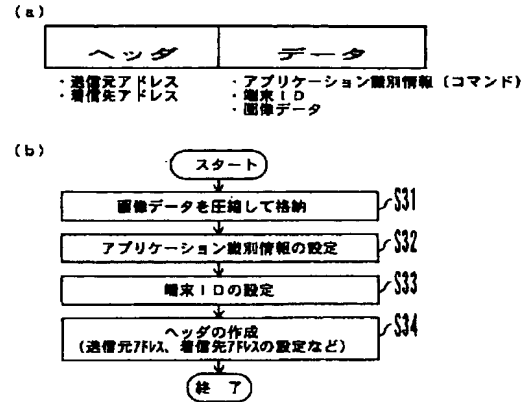 (a)
ヘッダ データ
・送信元アドレス ・アプリケーション識別情報（コマンド）
・着信先アドレス ・端末ID
・画像データ
(b)
スタート
画像データを圧縮して格納 S31
アプリケーション識別情報の設定 S32
端末IDの設定 S33
ヘッダの作成 S34
（送信元アドレス、着信先アドレスの設定など）
終 了